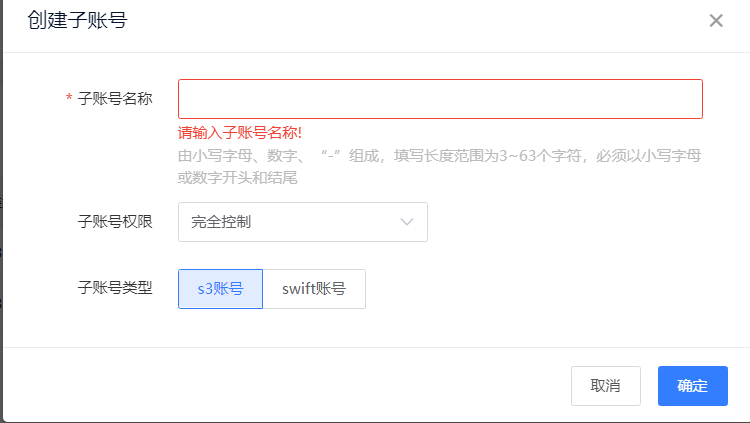 创建子账号
* 子账号名称
请输入子账号名称!
由小写字母、数字、“-”组成，填写长度范围为3~63个字符，必须以小写字母
或数字开头和结尾
子账号权限 完全控制
子账号类型 s3账号 swift账号
取消 确定